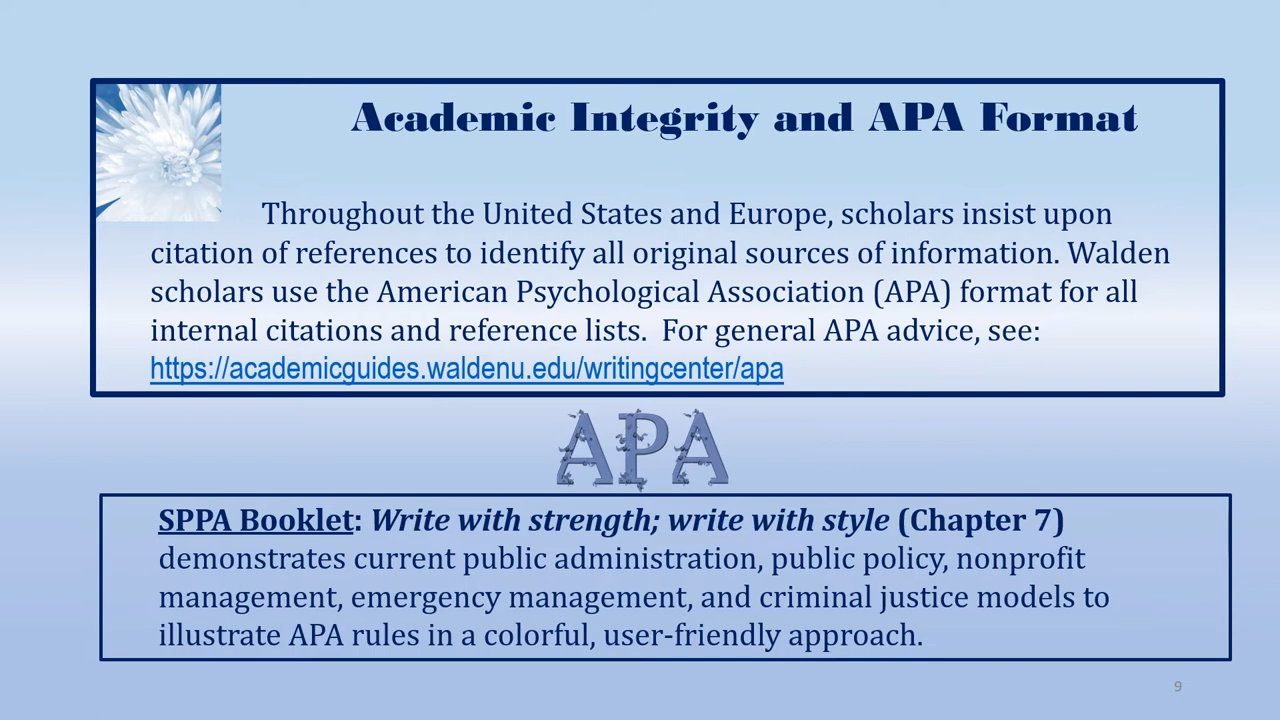 Academic Integrity and APA Format
Throughout the United States and Europe, scholars insist upon
citation of references to identify all original sources of information. Walden
scholars use the American Psychological Association (APA) format for all
internal citations and reference lists.  For general APA advice, see:
https://academicguides.waldenu.edu/writingcenter/apa
APA
SPPA Booklet: Write with strength; write with style (Chapter 7)
demonstrates current public administration, public policy, nonprofit
management, emergency management, and criminal justice models to
illustrate APA rules in a colorful, user-friendly approach.
9